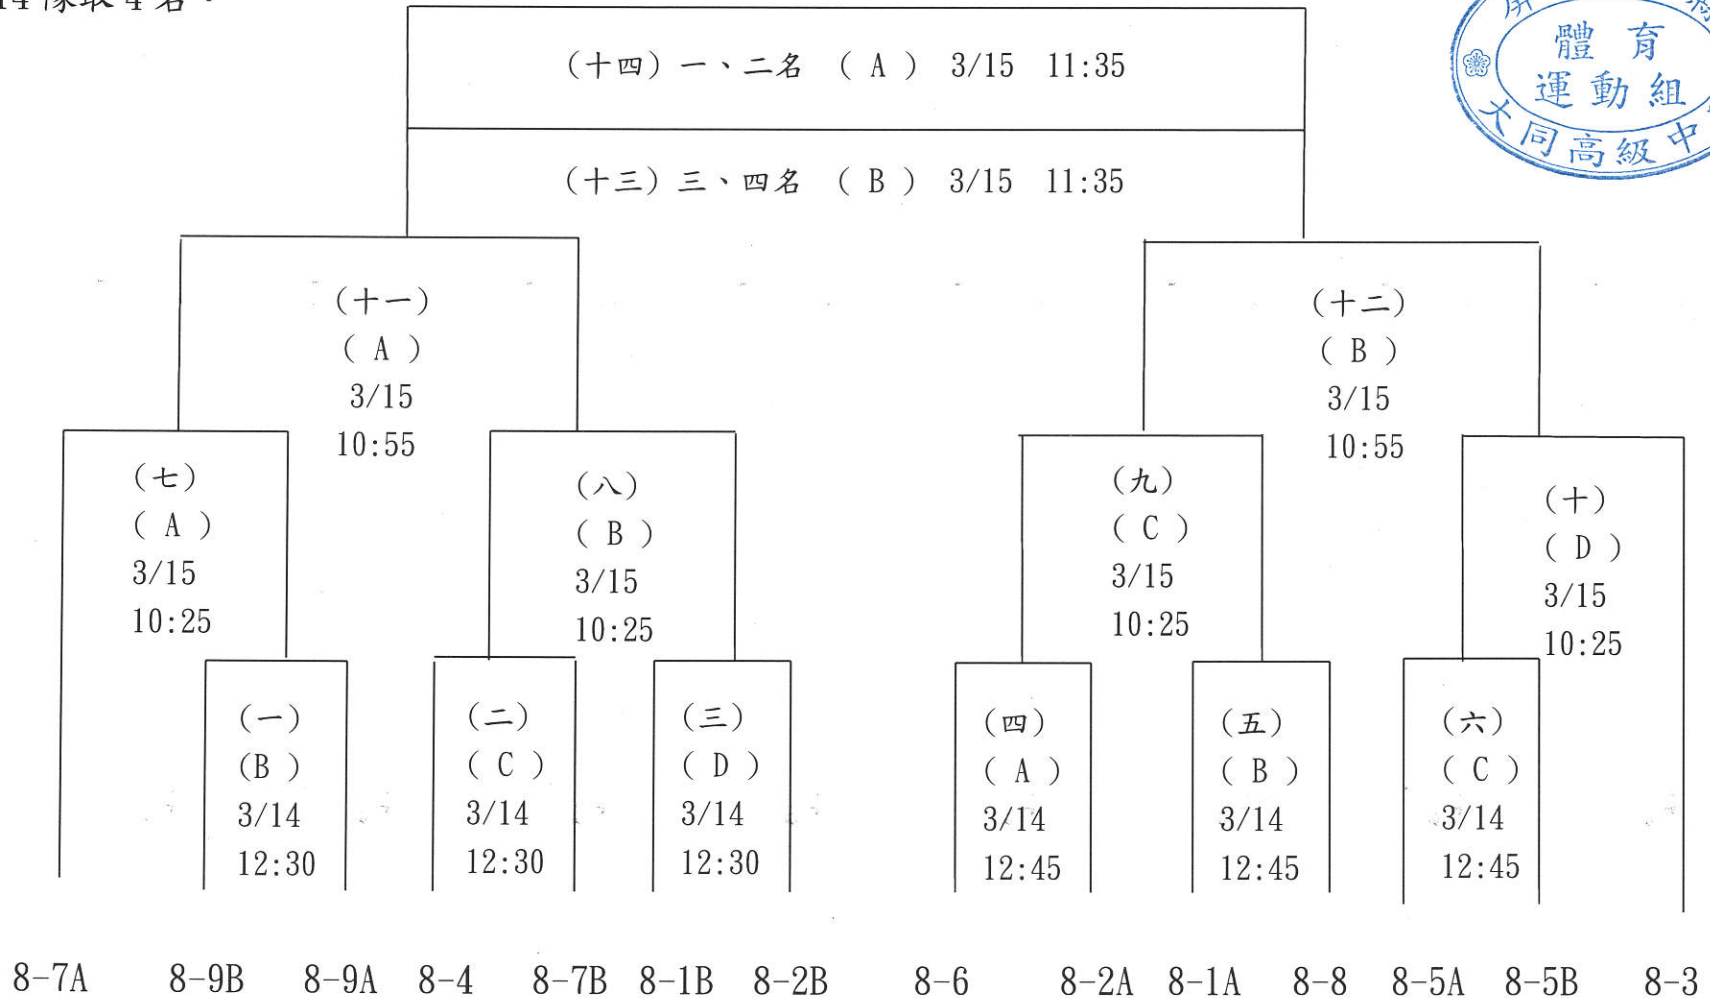 14隊取4名。
體育
運動組
大同高級中
(十四)一、二名 ( A ) 3/15 11:35
(十三)三、四名 ( B ) 3/15 11:35
(十一)
( A )
3/15
10:55
(十二)
( B )
3/15
10:55
(七)
( A )
3/15
10:25
(八)
( B )
3/15
10:25
(九)
( C )
3/15
10:25
(十)
( D )
3/15
10:25
(一)
(B )
3/14
12:30
(二)
( C )
3/14
12:30
(三)
( D )
3/14
12:30
(四)
( A )
3/14
12:45
(五)
( B )
3/14
12:45
(六)
( C )
3/14
12:45
8-7A 8-9B 8-9A 8-4 8-7B 8-1B 8-2B 8-6 8-2A 8-1A 8-8 8-5A 8-5B 8-3